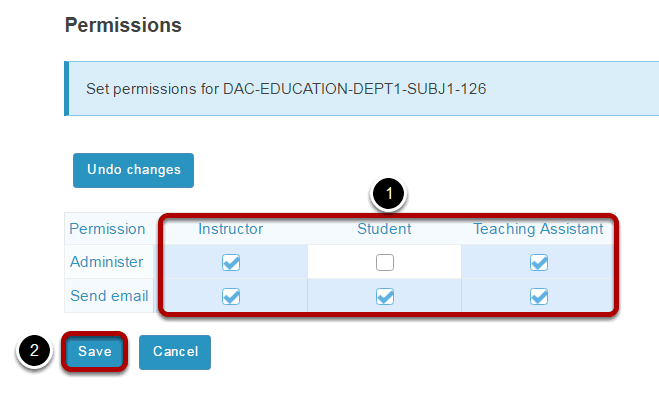 Permissions
Set permissions for DAC-EDUCATION-DEPT1-SUBJ1-126
Undo changes
1
Permission Instructor Student Teaching Assistant
Administer
Send email
2 Save Cancel